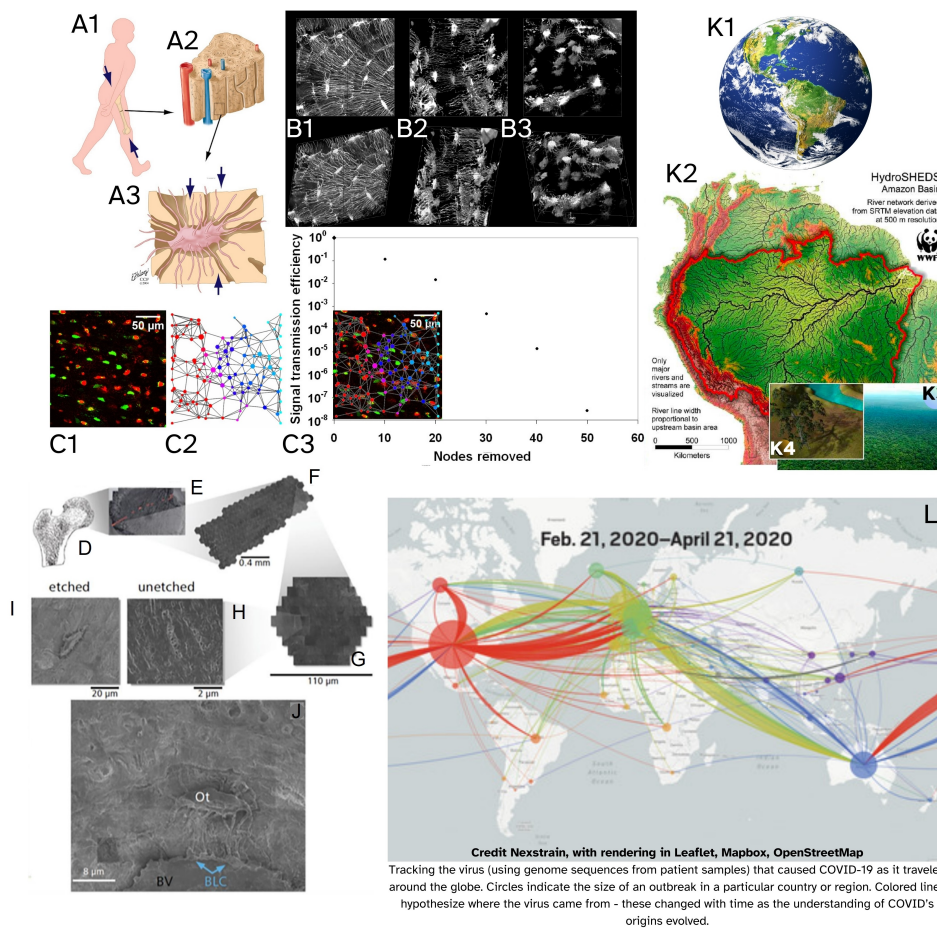 A1
A2
A3
B1
B2
B3
K1
K2
HydroSHEDS
Amazon Basin
River network derive
from SRTM elevation dat
at 500 m resolutio
WWF
Only
major
rivers and
streams are
visualized
River line width
proportional to
upstream basin area
0 500 1000
Kilometers
K4
K
50 µm
C1
C2
C3
Signal transmission efficiency
10⁰
10⁻¹
10⁻²
10⁻³
10⁻⁴
10⁻⁵
10⁻⁶
10⁻⁷
10⁻⁸
50 µm
0 10 20 30 40 50 60
Nodes removed
D
E
F
0.4 mm
G
110 µm
etched
unetched
H
I
20 µm
2 µm
J
Ot
BV
BLC
8 µm
L
Feb. 21, 2020–April 21, 2020
Credit Nexstrain, with rendering in Leaflet, Mapbox, OpenStreetMap
Tracking the virus (using genome sequences from patient samples) that caused COVID-19 as it travele
around the globe. Circles indicate the size of an outbreak in a particular country or region. Colored line
hypothesize where the virus came from - these changed with time as the understanding of COVID's
origins evolved.